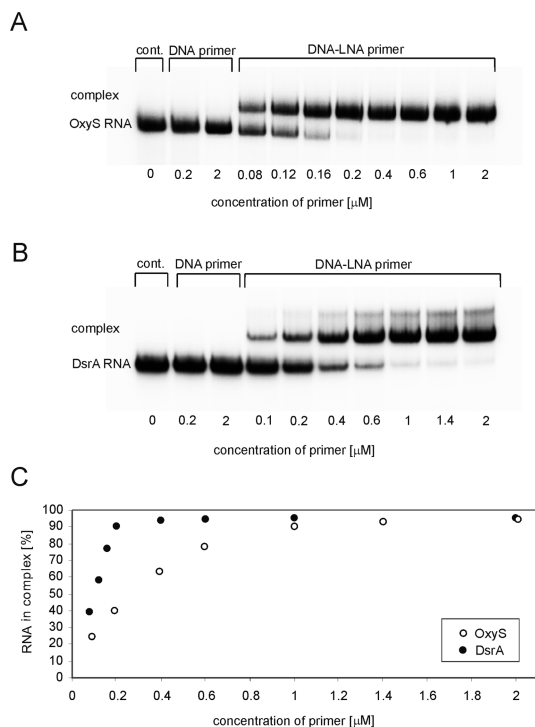 A
cont. DNA primer DNA-LNA primer
complex
OxyS RNA
0 0.2 2 0.08 0.12 0.16 0.2 0.4 0.6 1 2
concentration of primer [µM]
B
cont. DNA primer DNA-LNA primer
complex
DsrA RNA
0 0.2 2 0.1 0.2 0.4 0.6 1 1.4 2
concentration of primer [µM]
C
RNA in complex [%]
100
90
80
70
60
50
40
30
20
10
0
OxyS
DsrA
0 0.2 0.4 0.6 0.8 1 1.2 1.4 1.6 1.8 2
concentration of primer [µM]